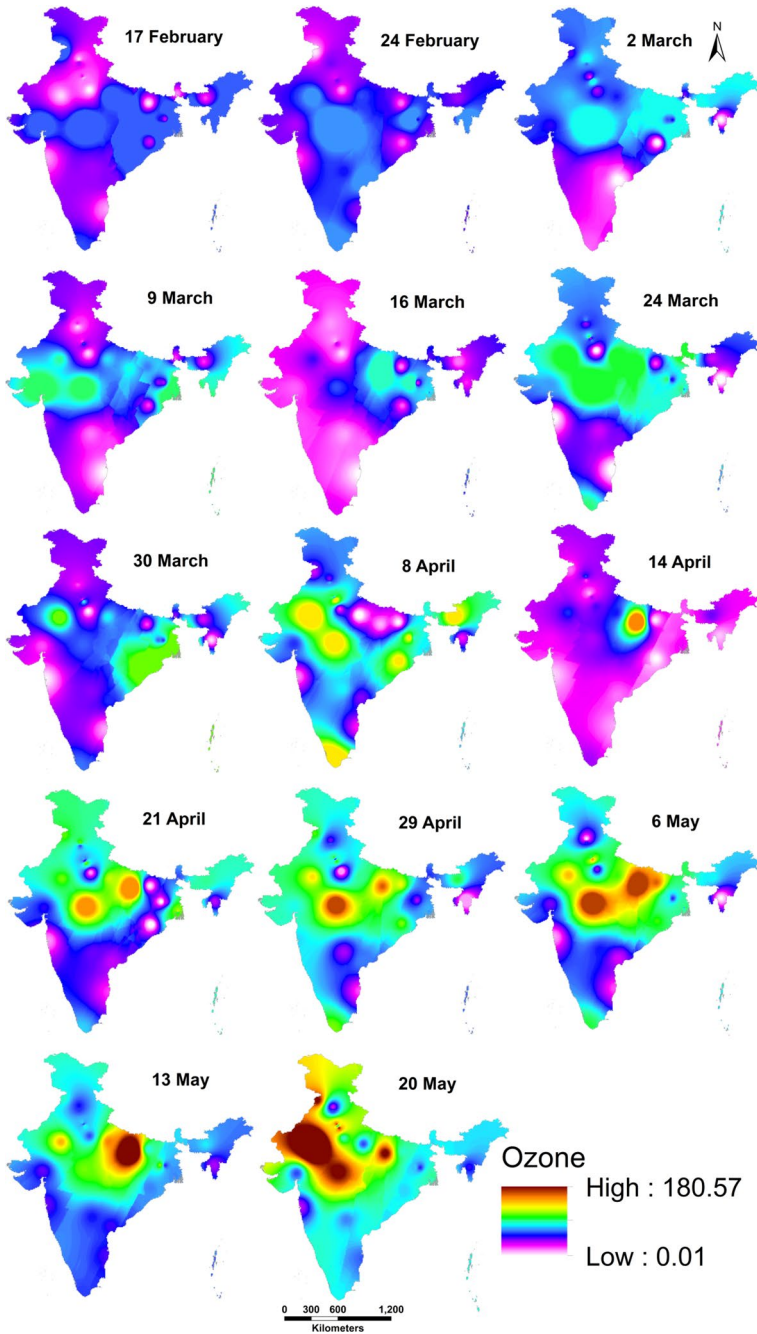 17 February
24 February
2 March
N
9 March
16 March
24 March
30 March
8 April
14 April
21 April
29 April
6 May
13 May
20 May
Ozone
High : 180.57
Low : 0.01
0 300 600 1,200
Kilometers